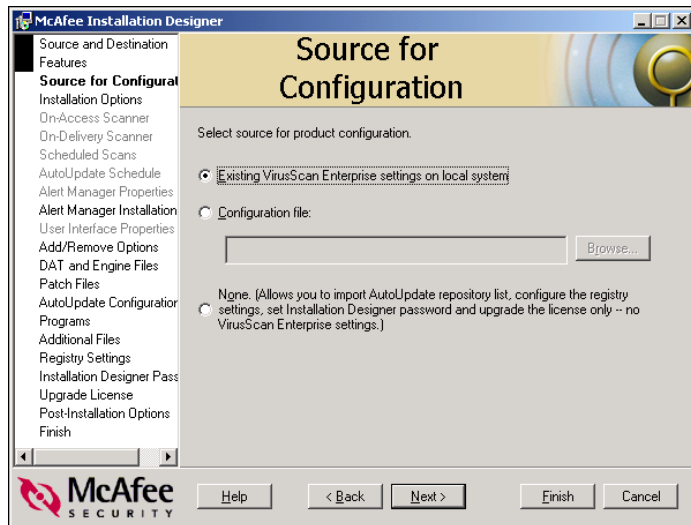 McAfee Installation Designer
Source and Destination
Features
Source for Configurat
Installation Options
On-Access Scanner
On-Delivery Scanner
Scheduled Scans
AutoUpdate Schedule
Alert Manager Properties
Alert Manager Installation
User Interface Properties
Add/Remove Options
DAT and Engine Files
Patch Files
AutoUpdate Configuration
Programs
Additional Files
Registry Settings
Installation Designer Pass
Upgrade License
Post-Installation Options
Finish
Source for
Configuration
Select source for product configuration.
Existing VirusScan Enterprise settings on local system
Configuration file:
Browse...
None. (Allows you to import AutoUpdate repository list, configure the registry
settings, set Installation Designer password and upgrade the license only -- no
VirusScan Enterprise settings.)
McAfee
SECURITY
Help
< Back
Next >
Finish
Cancel